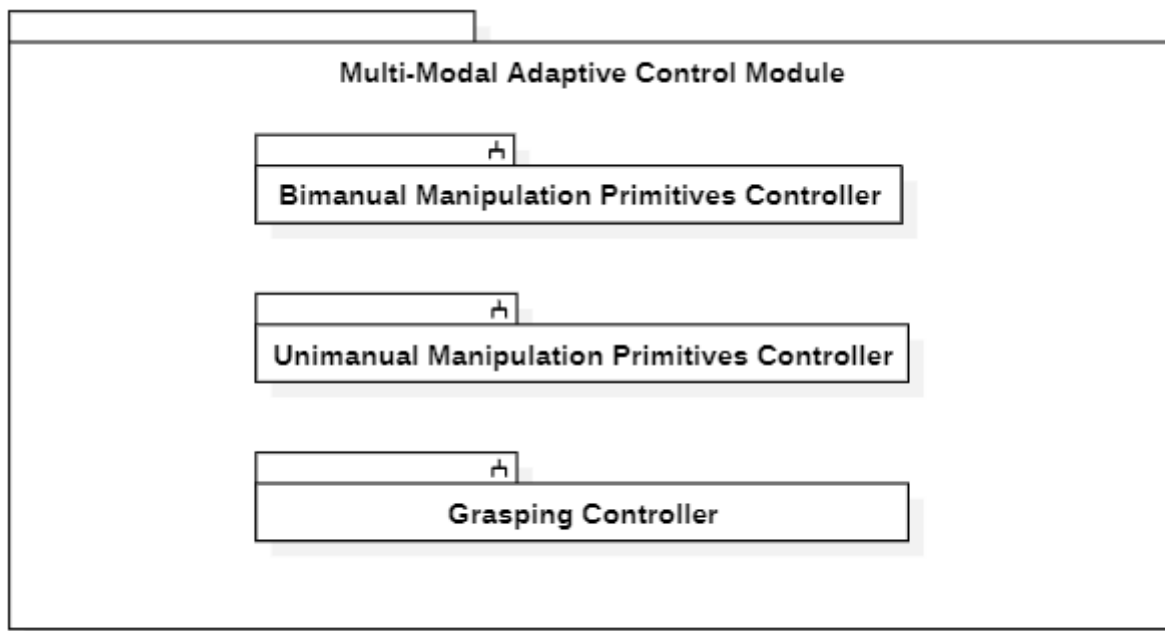 Multi-Modal Adaptive Control Module
Bimanual Manipulation Primitives Controller
Unimanual Manipulation Primitives Controller
Grasping Controller